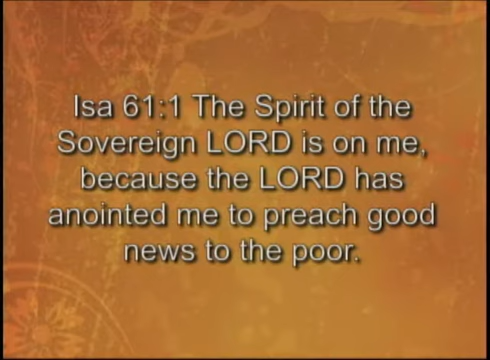 Isa 61:1 The Spirit of the
Sovereign LORD is on me,
because the LORD has
anointed me to preach good
news to the poor.